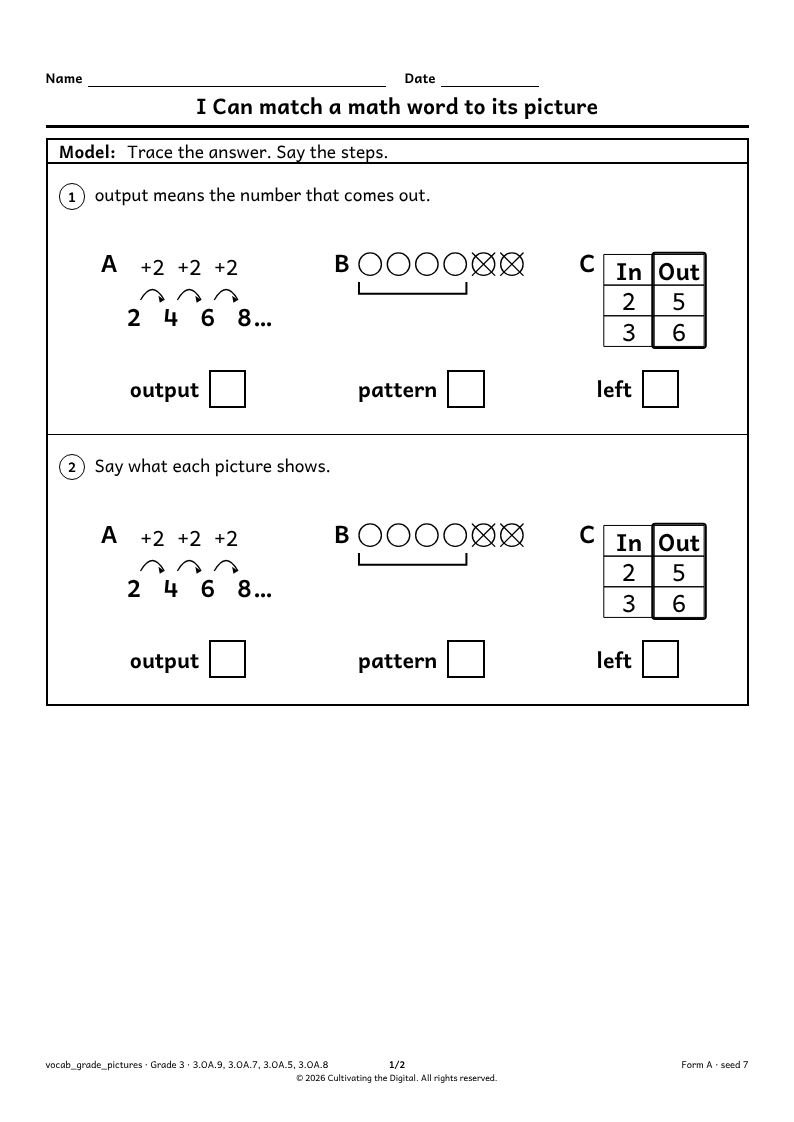 Name Date
I Can match a math word to its picture
Model: Trace the answer. Say the steps.
1 output means the number that comes out.
A +2 +2 +2
2 4 6 8...
B
C In Out
2 5
3 6
output pattern left
2 Say what each picture shows.
A +2 +2 +2
2 4 6 8...
B
C In Out
2 5
3 6
output pattern left
vocab_grade_pictures · Grade 3 · 3.OA.9, 3.OA.7, 3.OA.5, 3.OA.8 1/2 Form A · seed 7
© 2026 Cultivating the Digital. All rights reserved.